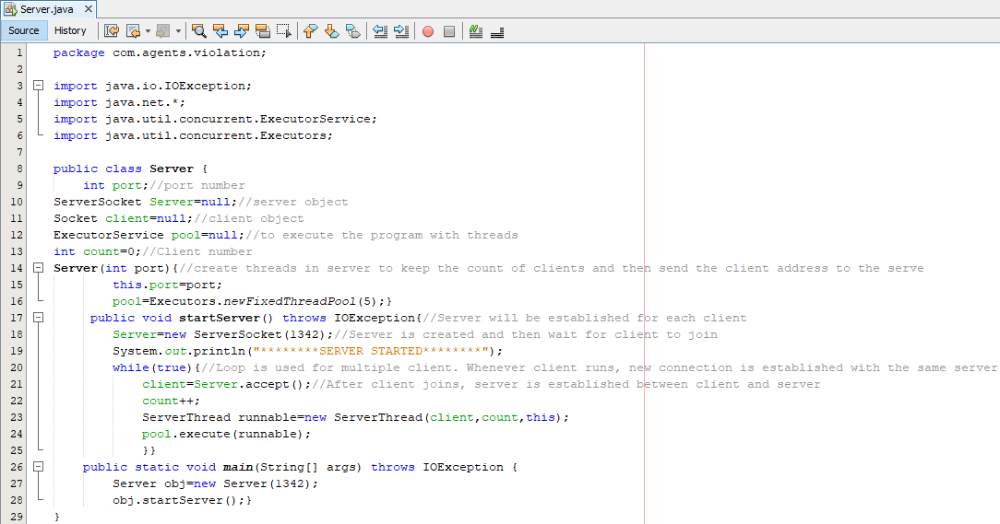 Server.java
Source History
1 package com.agents.violation;
2
3 import java.io.IOException;
4 import java.net.*;
5 import java.util.concurrent.ExecutorService;
6 import java.util.concurrent.Executors;
7
8 public class Server {
9 int port;//port number
10 ServerSocket Server=null;//server object
11 Socket client=null;//client object
12 ExecutorService pool=null;//to execute the program with threads
13 int count=0;//Client number
14 Server(int port){//create threads in server to keep the count of clients and then send the client address to the serve
15 this.port=port;
16 pool=Executors.newFixedThreadPool(5);}
17 public void startServer() throws IOException{//Server will be established for each client
18 Server=new ServerSocket(1342);//Server is created and then wait for client to join
19 System.out.println("********SERVER STARTED********");
20 while(true){//Loop is used for multiple client. Whenever client runs, new connection is established with the same server
21 client=Server.accept();//After client joins, server is established between client and server
22 count++;
23 ServerThread runnable=new ServerThread(client,count,this);
24 pool.execute(runnable);
25 }}
26 public static void main(String[] args) throws IOException {
27 Server obj=new Server(1342);
28 obj.startServer();}
29 }